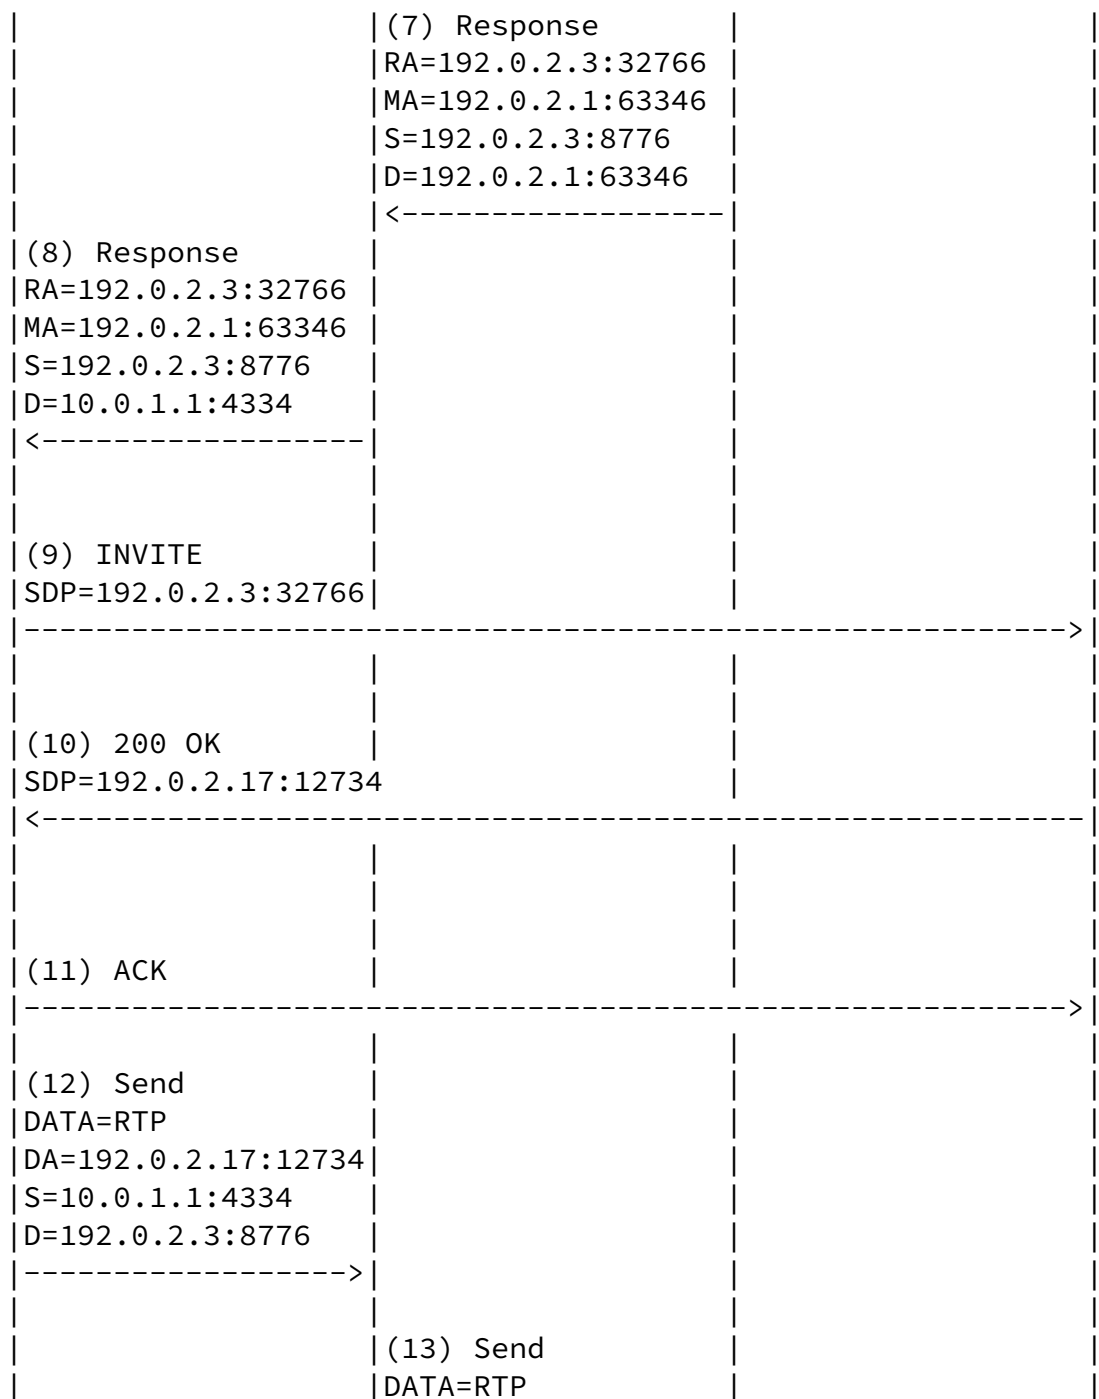 |                   |(7) Response       |                   |
|                   |RA=192.0.2.3:32766 |                   |
|                   |MA=192.0.2.1:63346 |                   |
|                   |S=192.0.2.3:8776   |                   |
|                   |D=192.0.2.1:63346  |                   |
|                   |<------------------|                   |
|(8) Response       |                   |                   |
|RA=192.0.2.3:32766 |                   |                   |
|MA=192.0.2.1:63346 |                   |                   |
|S=192.0.2.3:8776   |                   |                   |
|D=10.0.1.1:4334    |                   |                   |
|<------------------|                   |                   |
|                   |                   |                   |
|                   |                   |                   |
|(9) INVITE         |                   |                   |
|SDP=192.0.2.3:32766|                   |                   |
|---------------------------------------------------------->|
|                   |                   |                   |
|                   |                   |                   |
|(10) 200 OK        |                   |                   |
|SDP=192.0.2.17:12734                   |                   |
|<----------------------------------------------------------|
|                   |                   |                   |
|                   |                   |                   |
|                   |                   |                   |
|(11) ACK           |                   |                   |
|---------------------------------------------------------->|
|                   |                   |                   |
|(12) Send          |                   |                   |
|DATA=RTP           |                   |                   |
|DA=192.0.2.17:12734|                   |                   |
|S=10.0.1.1:4334    |                   |                   |
|D=192.0.2.3:8776   |                   |                   |
|------------------>|                   |                   |
|                   |                   |                   |
|                   |(13) Send          |                   |
|                   |DATA=RTP           |                   |